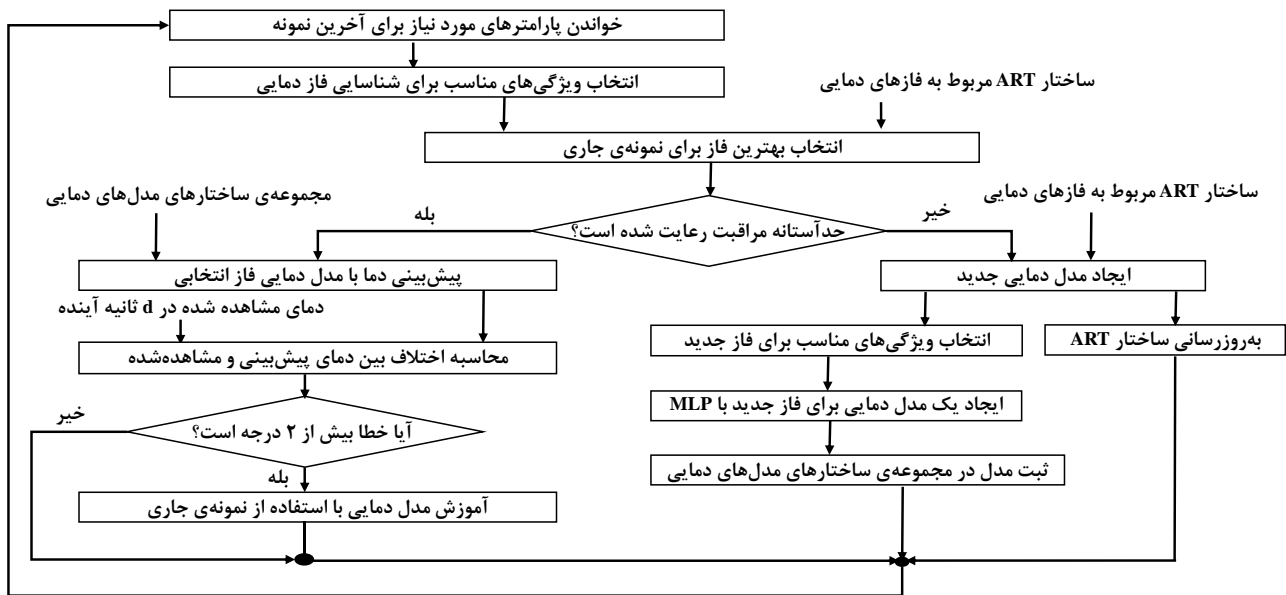 خواندن پارامترهای مورد نیاز برای آخرین نمونه
انتخاب ویژگی‌های مناسب برای شناسایی فاز دمایی
ساختار ART مربوط به فازهای دمایی
انتخاب بهترین فاز برای نمونه‌ی جاری
ساختار ART مربوط به فازهای دمایی
مجموعه‌ی ساختارهای مدل‌های دمایی
خیر
بله
حدآستانه مراقبت رعایت شده است؟
ایجاد مدل دمایی جدید
پیش‌بینی دما با مدل دمایی فاز انتخابی
دمای مشاهده شده در d ثانیه آینده
به‌روزرسانی ساختار ART
انتخاب ویژگی‌های مناسب برای فاز جدید
محاسبه اختلاف بین دمای پیش‌بینی و مشاهده‌شده
ایجاد یک مدل دمایی برای فاز جدید با MLP
خیر
آیا خطا بیش از ۲ درجه است؟
ثبت مدل در مجموعه‌ی ساختارهای مدل‌های دمایی
بله
آموزش مدل دمایی با استفاده از نمونه‌ی جاری